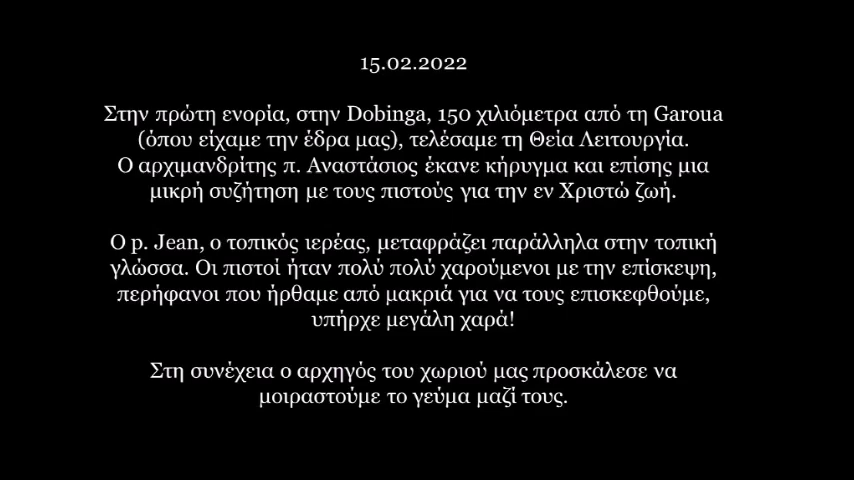 15.02.2022
Στην πρώτη ενορία, στην Dobinga, 150 χιλιόμετρα από τη Garoua
(όπου είχαμε την έδρα μας), τελέσαμε τη Θεία Λειτουργία.
Ο αρχιμανδρίτης π. Αναστάσιος έκανε κήρυγμα και επίσης μια
μικρή συζήτηση με τους πιστούς για την εν Χριστώ ζωή.
Ο p. Jean, ο τοπικός ιερέας, μεταφράζει παράλληλα στην τοπική
γλώσσα. Οι πιστοί ήταν πολύ πολύ χαρούμενοι με την επίσκεψη,
περήφανοι που ήρθαμε από μακριά για να τους επισκεφθούμε,
υπήρχε μεγάλη χαρά!
Στη συνέχεια ο αρχηγός του χωριού μας προσκάλεσε να
μοιραστούμε το γεύμα μαζί τους.